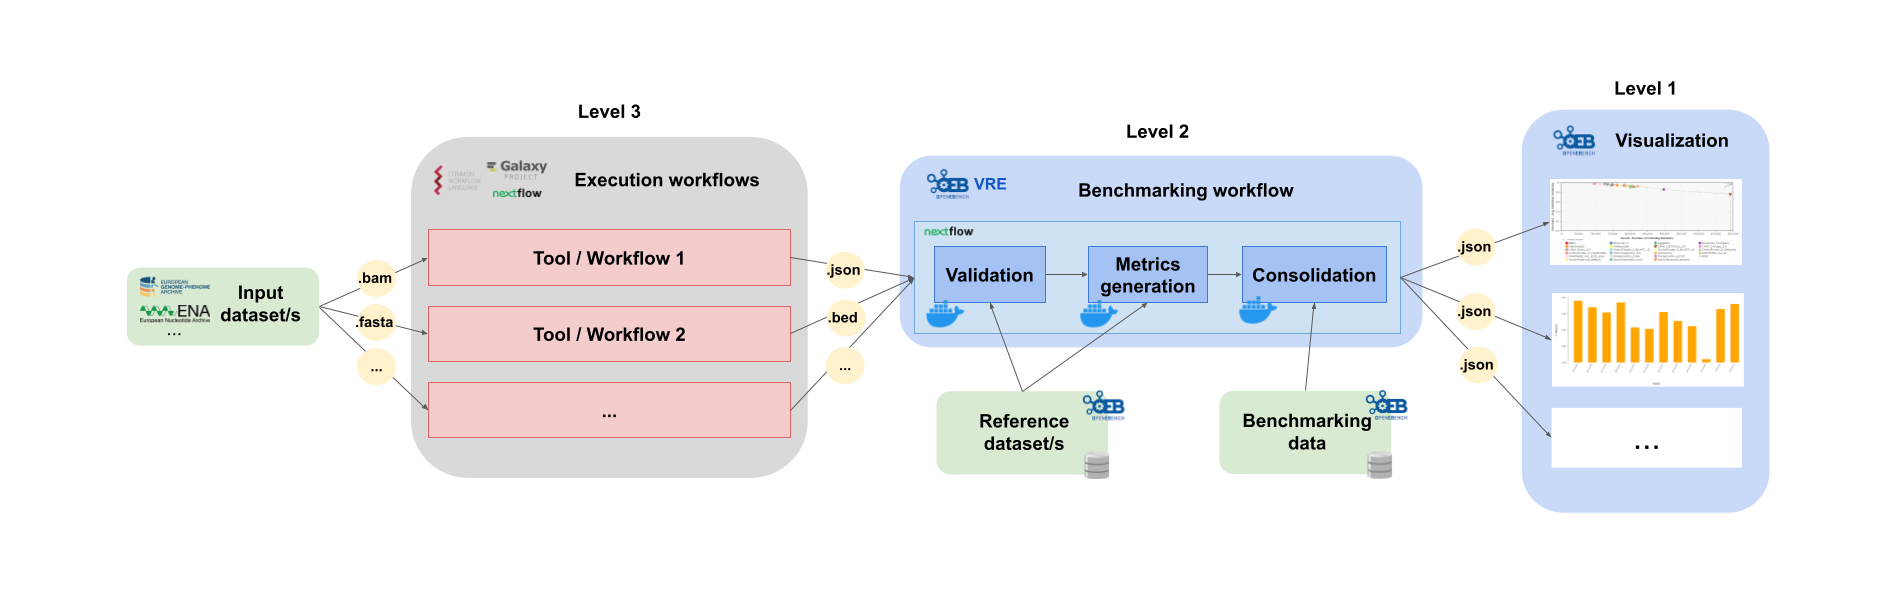 Level 3
Level 2
Level 1
EUROPEAN
GENOME-PHENOME
ARCHIVE
ENA
European Nucleotide Archive
...
Input
dataset/s
.bam
.fasta
...
COMMON
WORKFLOW
LANGUAGE
Galaxy
PROJECT
nextflow
Execution workflows
Tool / Workflow 1
Tool / Workflow 2
...
.json
.bed
...
OEB
OPENEBENCH
VRE
Benchmarking workflow
nextflow
Validation
Metrics
generation
Consolidation
Reference
dataset/s
OEB
OPENEBENCH
Benchmarking
data
OEB
OPENEBENCH
.json
.json
.json
OEB
OPENEBENCH
Visualization
...